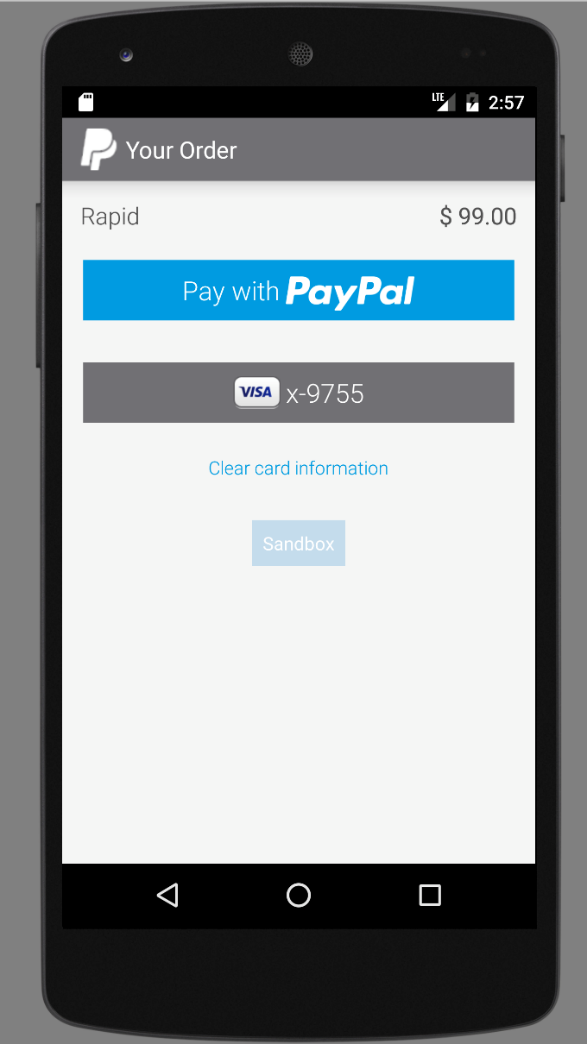 LTE 2:57
Your Order
Rapid $ 99.00
Pay with PayPal
VISA x-9755
Clear card information
Sandbox